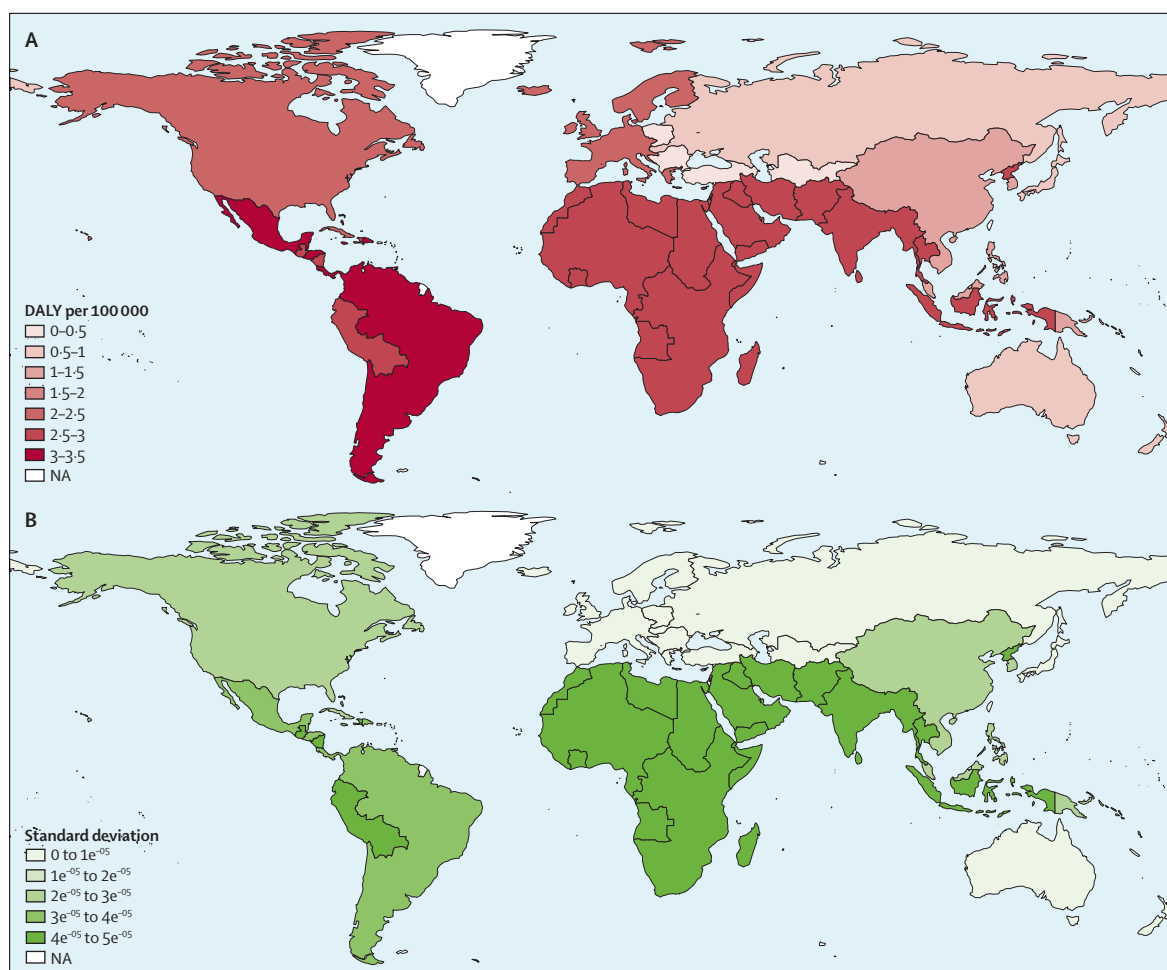 A
DALY per 100 000
0–0·5
0·5–1
1–1·5
1·5–2
2–2·5
2·5–3
3–3·5
NA
B
Standard deviation
0 to 1e⁻⁰⁵
1e⁻⁰⁵ to 2e⁻⁰⁵
2e⁻⁰⁵ to 3e⁻⁰⁵
3e⁻⁰⁵ to 4e⁻⁰⁵
4e⁻⁰⁵ to 5e⁻⁰⁵
NA